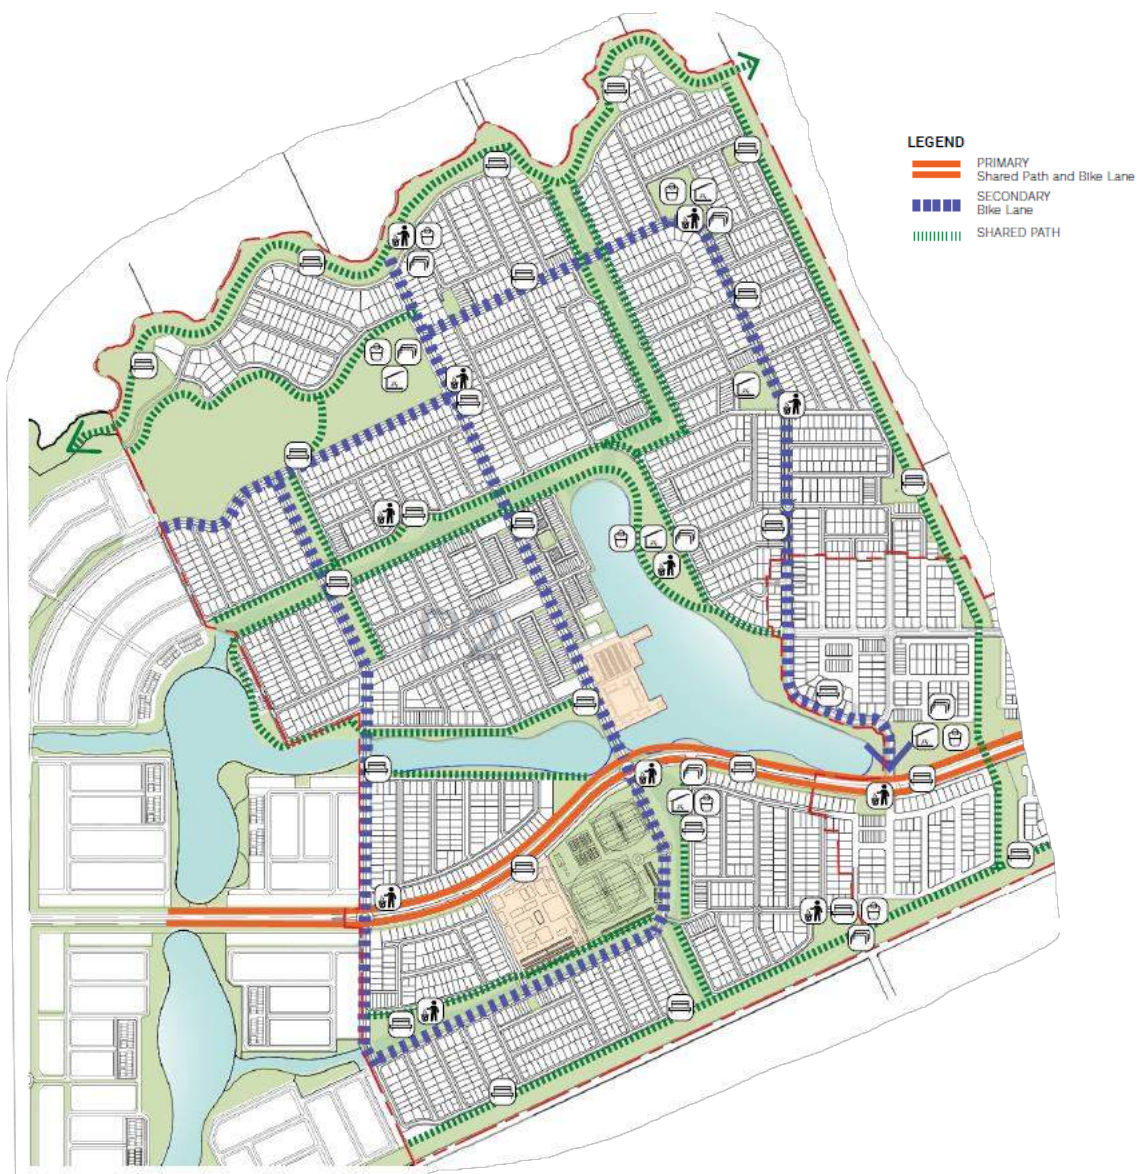 LEGEND
PRIMARY
Shared Path and Bike Lane
SECONDARY
Bike Lane
SHARED PATH